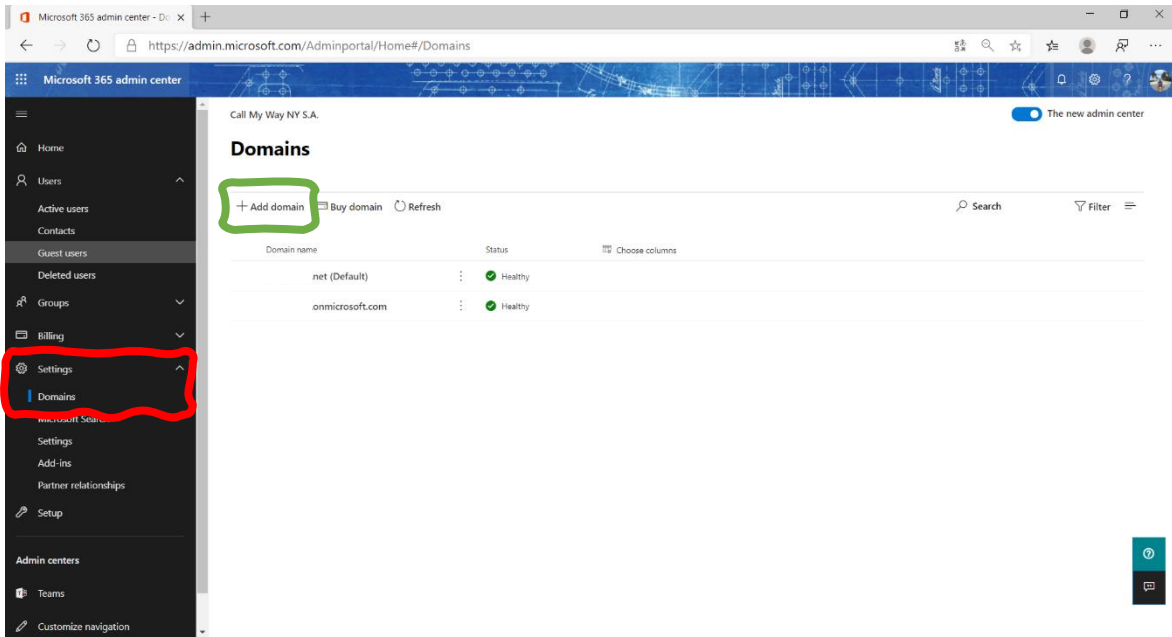 Microsoft 365 admin center - Do
https://admin.microsoft.com/Adminportal/Home#/Domains
Microsoft 365 admin center
?
Call My Way NY S.A.
The new admin center
Home
Domains
Users
Active users
+ Add domain Buy domain Refresh
Search Filter
Contacts
Guest users
Domain name Status Choose columns
Deleted users
.net (Default) Healthy
Groups
.onmicrosoft.com Healthy
Billing
Settings
Domains
Microsoft
Settings
Add-ins
Partner relationships
Setup
Admin centers
Teams
Customize navigation